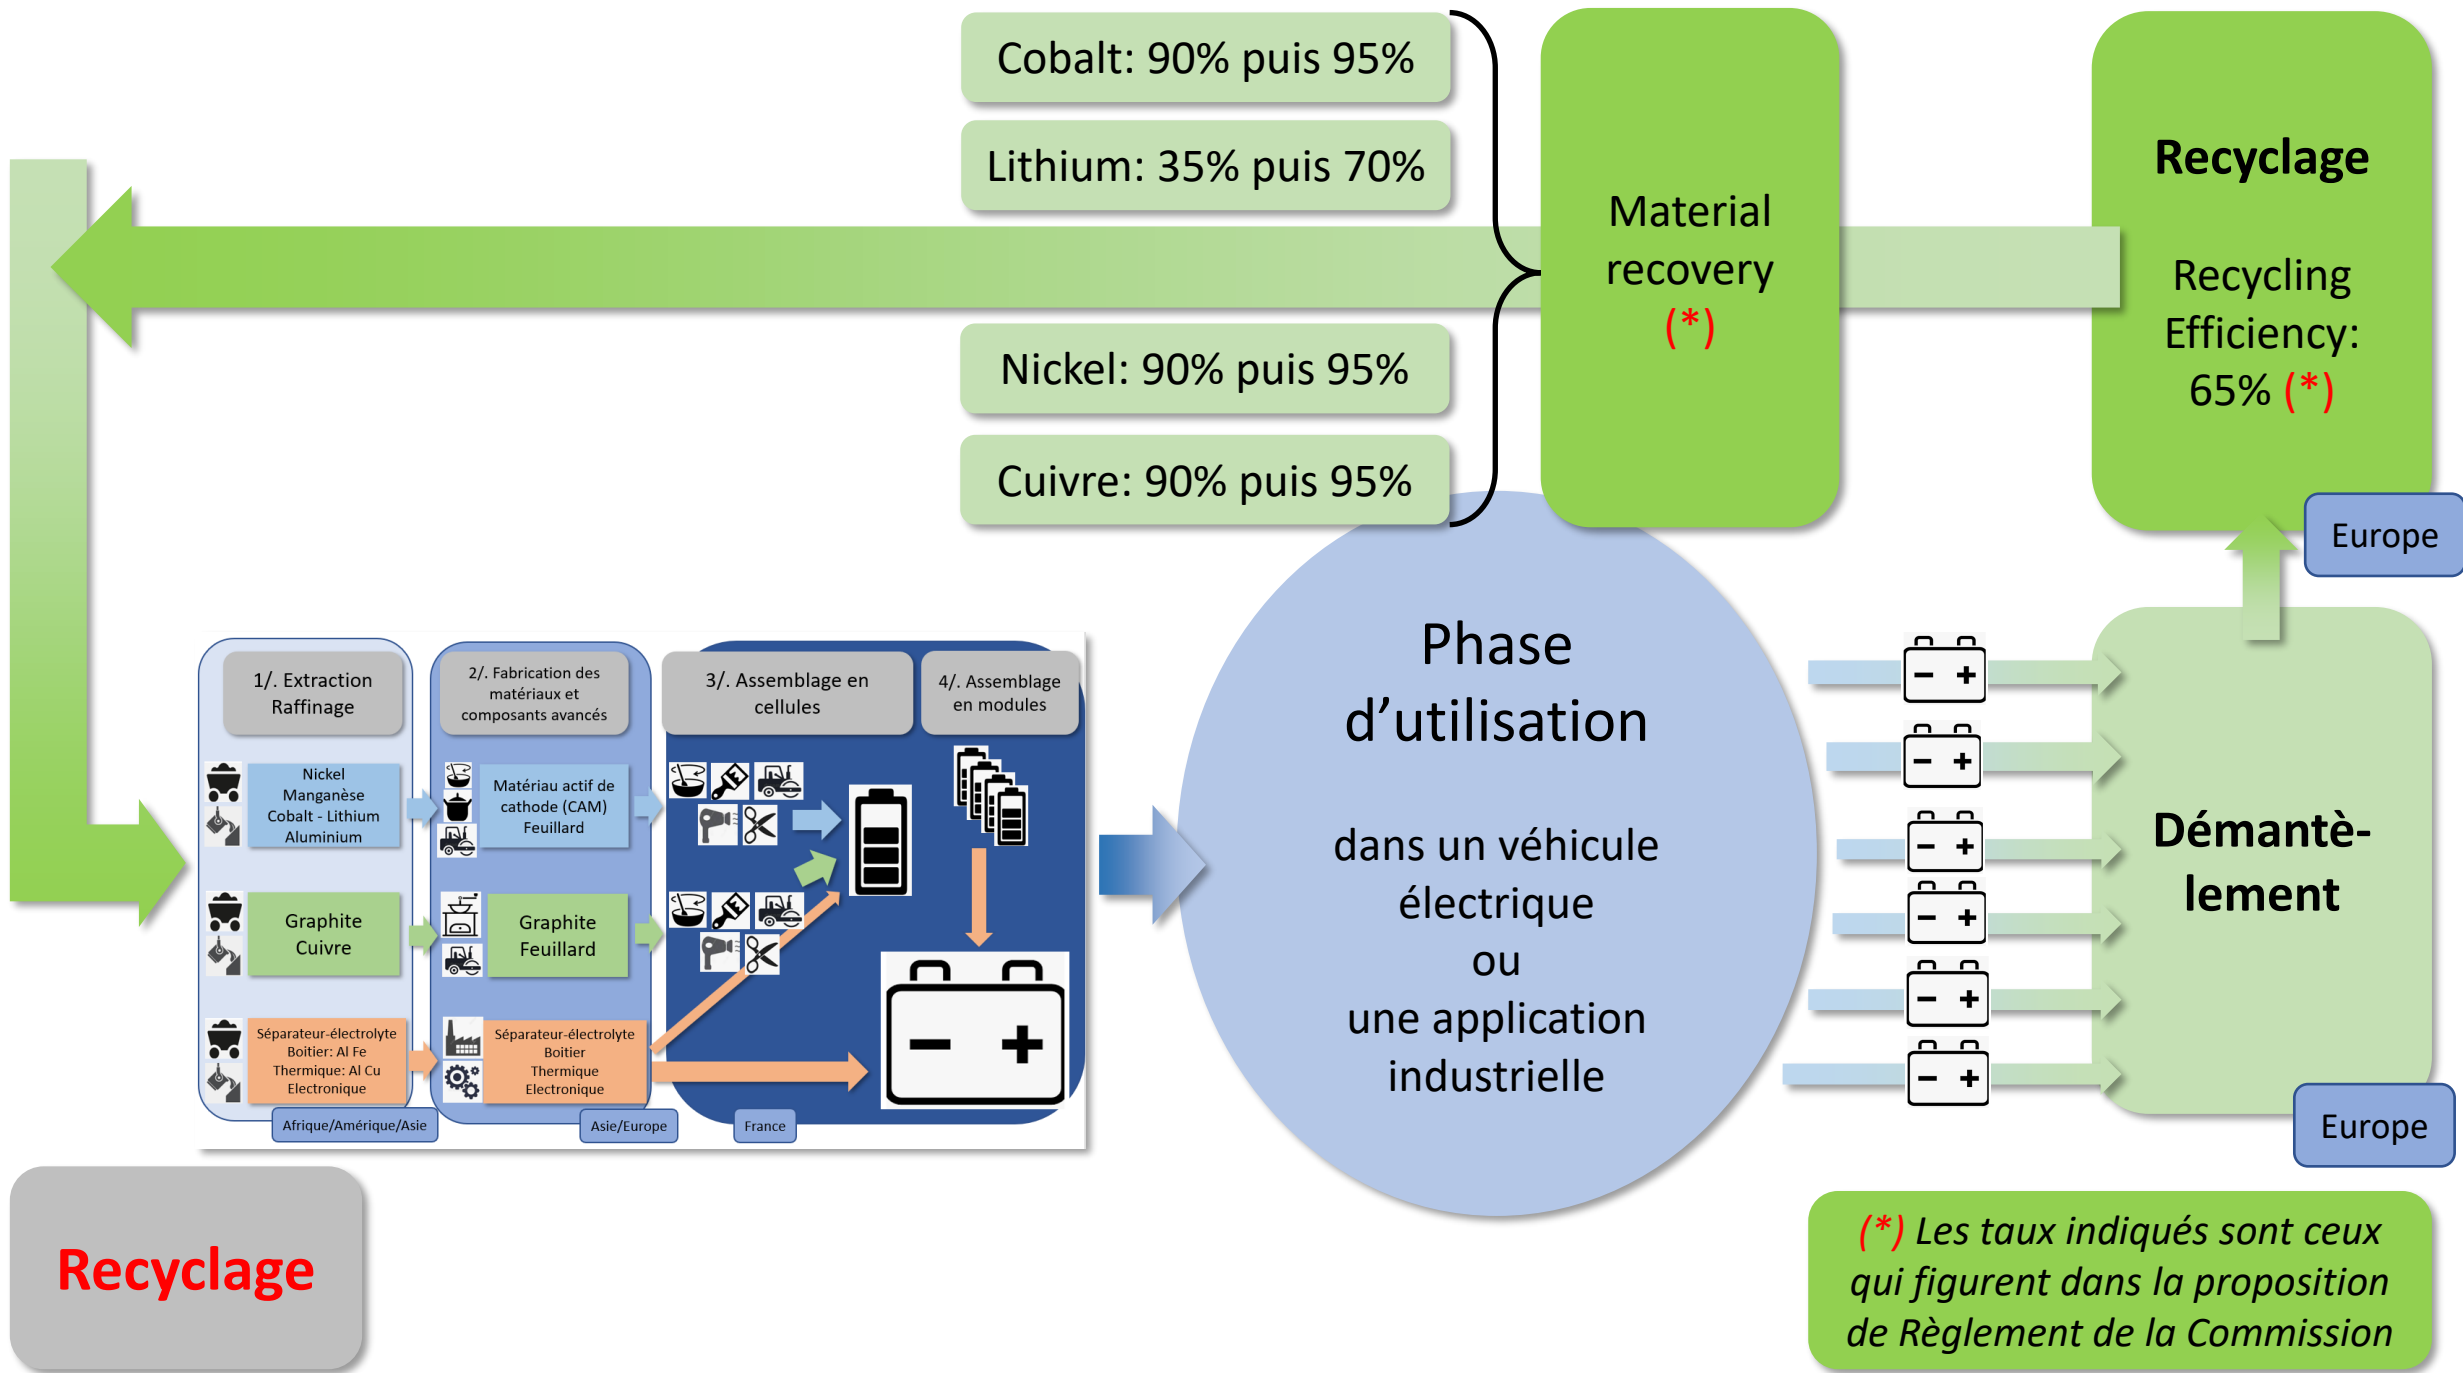 Cobalt: 90% puis 95%
Lithium: 35% puis 70%
Nickel: 90% puis 95%
Cuivre: 90% puis 95%
Material
recovery
(*)
Recyclage
Recycling
Efficiency:
65% (*)
Europe
1/. Extraction
Raffinage
Nickel
Manganèse
Cobalt - Lithium
Aluminium
Graphite
Cuivre
Séparateur-électrolyte
Boitier: Al Fe
Thermique: Al Cu
Electronique
Afrique/Amérique/Asie
2/. Fabrication des
matériaux et
composants avancés
Matériau actif de
cathode (CAM)
Feuillard
Graphite
Feuillard
Séparateur-électrolyte
Boitier
Thermique
Electronique
Asie/Europe
3/. Assemblage en
cellules
4/. Assemblage
en modules
France
Phase
d’utilisation
dans un véhicule
électrique
ou
une application
industrielle
Démantè-
lement
Europe
Recyclage
(*) Les taux indiqués sont ceux
qui figurent dans la proposition
de Règlement de la Commission